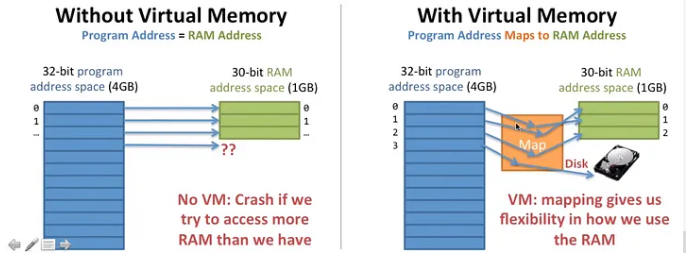 Without Virtual Memory
Program Address = RAM Address
32-bit program
address space (4GB)
30-bit RAM
address space (1GB)
0
1
...
0
1
...
??
No VM: Crash if we
try to access more
RAM than we have
With Virtual Memory
Program Address Maps to RAM Address
32-bit program
address space (4GB)
30-bit RAM
address space (1GB)
0
1
2
3
Map
0
1
2
Disk
VM: mapping gives us
flexibility in how we use
the RAM